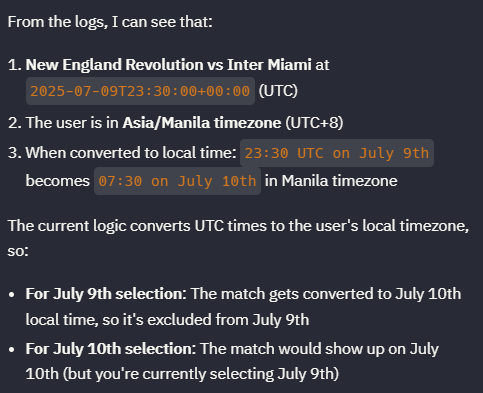 From the logs, I can see that:
1. New England Revolution vs Inter Miami at
2025-07-09T23:30:00+00:00 (UTC)
2. The user is in Asia/Manila timezone (UTC+8)
3. When converted to local time: 23:30 UTC on July 9th
becomes 07:30 on July 10th in Manila timezone
The current logic converts UTC times to the user's local timezone,
so:
• For July 9th selection: The match gets converted to July 10th
local time, so it's excluded from July 9th
• For July 10th selection: The match would show up on July
10th (but you're currently selecting July 9th)